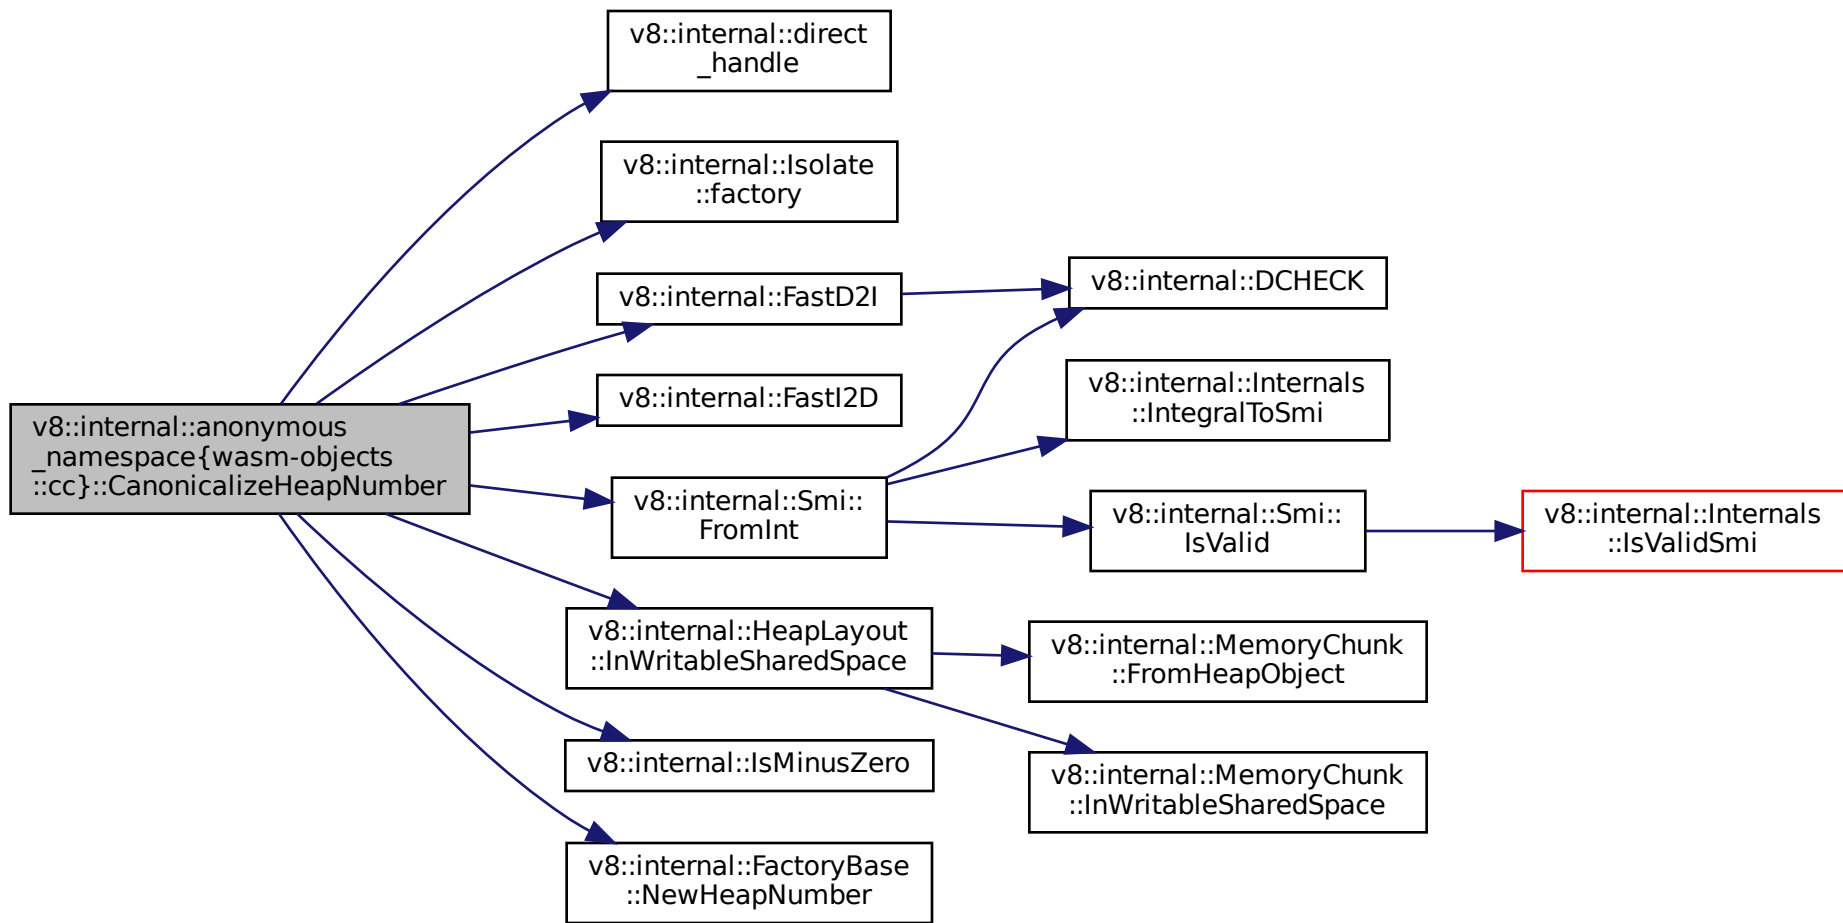 v8::internal::direct
_handle
v8::internal::Isolate
::factory
v8::internal::FastD2I
v8::internal::DCHECK
v8::internal::FastI2D
v8::internal::Internals
::IntegralToSmi
v8::internal::anonymous
_namespace{wasm-objects
::cc}::CanonicalizeHeapNumber
v8::internal::Smi::
FromInt
v8::internal::Smi::
IsValid
v8::internal::Internals
::IsValidSmi
v8::internal::HeapLayout
::InWritableSharedSpace
v8::internal::MemoryChunk
::FromHeapObject
v8::internal::IsMinusZero
v8::internal::MemoryChunk
::InWritableSharedSpace
v8::internal::FactoryBase
::NewHeapNumber